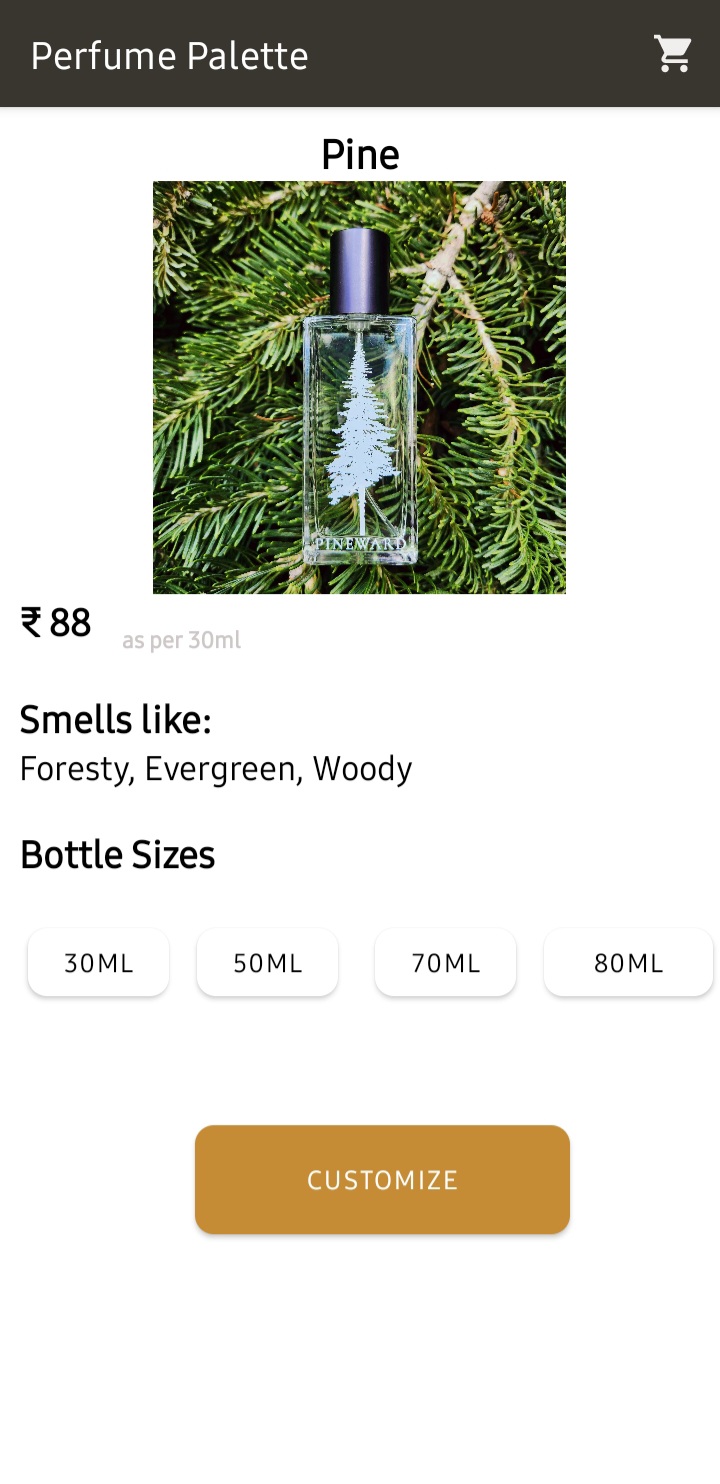 Perfume Palette
Pine
PINEWARD
₹ 88 as per 30ml
Smells like:
Foresty, Evergreen, Woody
Bottle Sizes
30ML 50ML 70ML 80ML
CUSTOMIZE